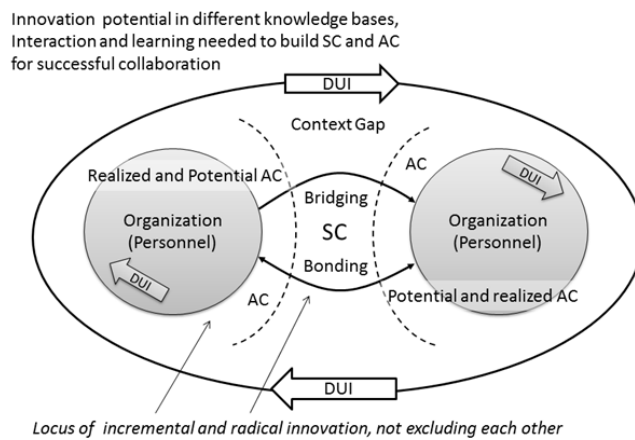 Innovation potential in different knowledge bases,
Interaction and learning needed to build SC and AC
for successful collaboration
DUI
Context Gap
AC
Realized and Potential AC
DUI
Bridging
Organization
(Personnel)
SC
Organization
(Personnel)
Bonding
DUI
AC
Potential and realized AC
DUI
Locus of incremental and radical innovation, not excluding each other